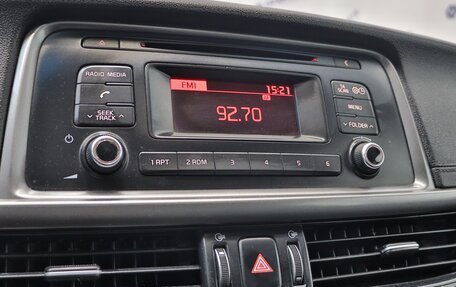 RADIO MEDIA
SEEK
TRACK
FM1
15:21
92.70
TA
SCAN
MENU
FOLDER
1 RPT
2 RDM
3
4
5
6